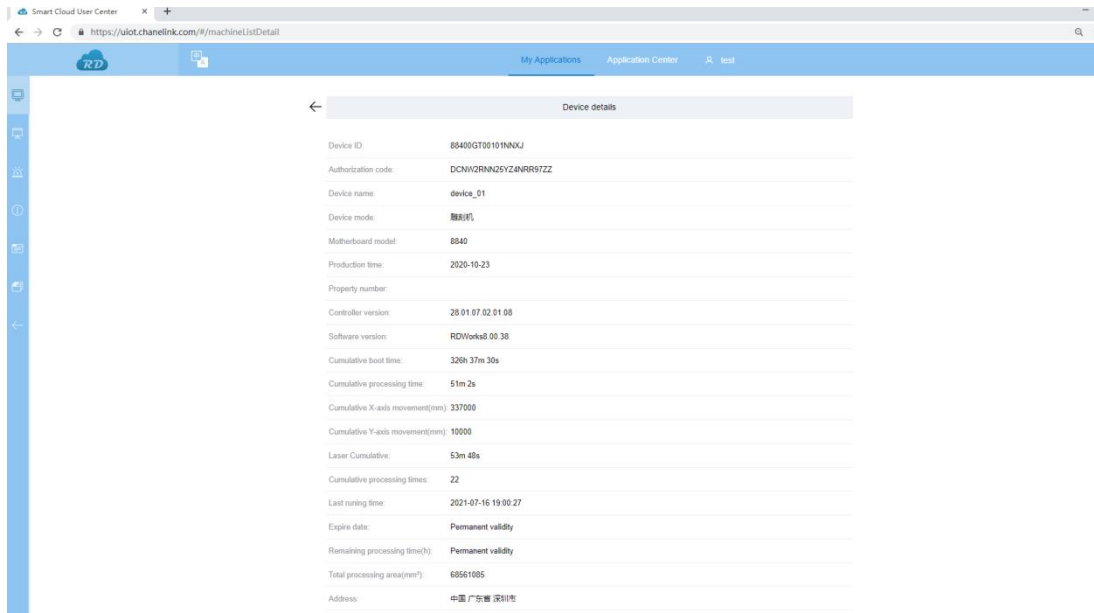 Smart Cloud User Center
https://uiot.chanelink.com/#/machineListDetail
RD
My Applications Application Center test
Device details
Device ID: 88400GT00101NNXJ
Authorization code: DCNW2RNN25YZ4NRR97ZZ
Device name: device_01
Device mode: 雕刻机
Motherboard model: 8840
Production time: 2020-10-23
Property number:
Controller version: 28.01.07.02.01.08
Software version: RDWorks8.00.38
Cumulative boot time: 326h 37m 30s
Cumulative processing time: 51m 2s
Cumulative X-axis movement(mm): 337000
Cumulative Y-axis movement(mm): 10000
Laser Cumulative: 53m 48s
Cumulative processing times: 22
Last runing time: 2021-07-16 19:00:27
Expire date: Permanent validity
Remaining processing time(h): Permanent validity
Total processing area(mm²): 68561085
Address: 中国 广东省 深圳市